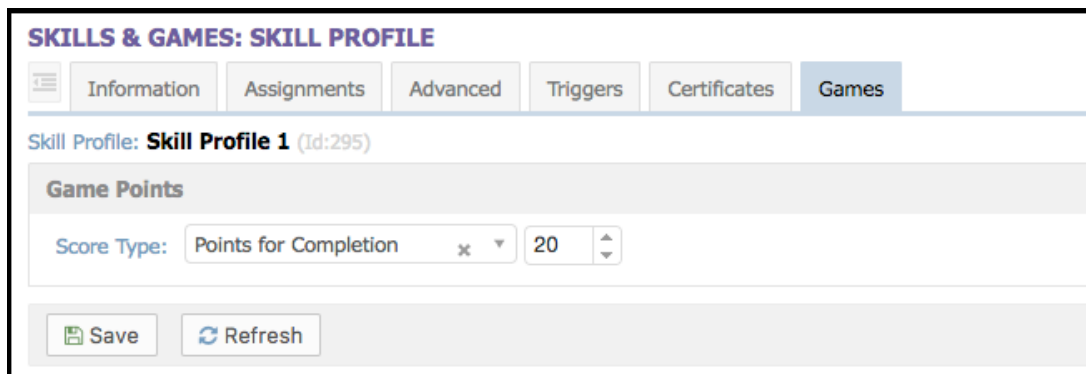 SKILLS & GAMES: SKILL PROFILE
Information Assignments Advanced Triggers Certificates Games
Skill Profile: Skill Profile 1 (Id:295)
Game Points
Score Type: Points for Completion 20
Save Refresh